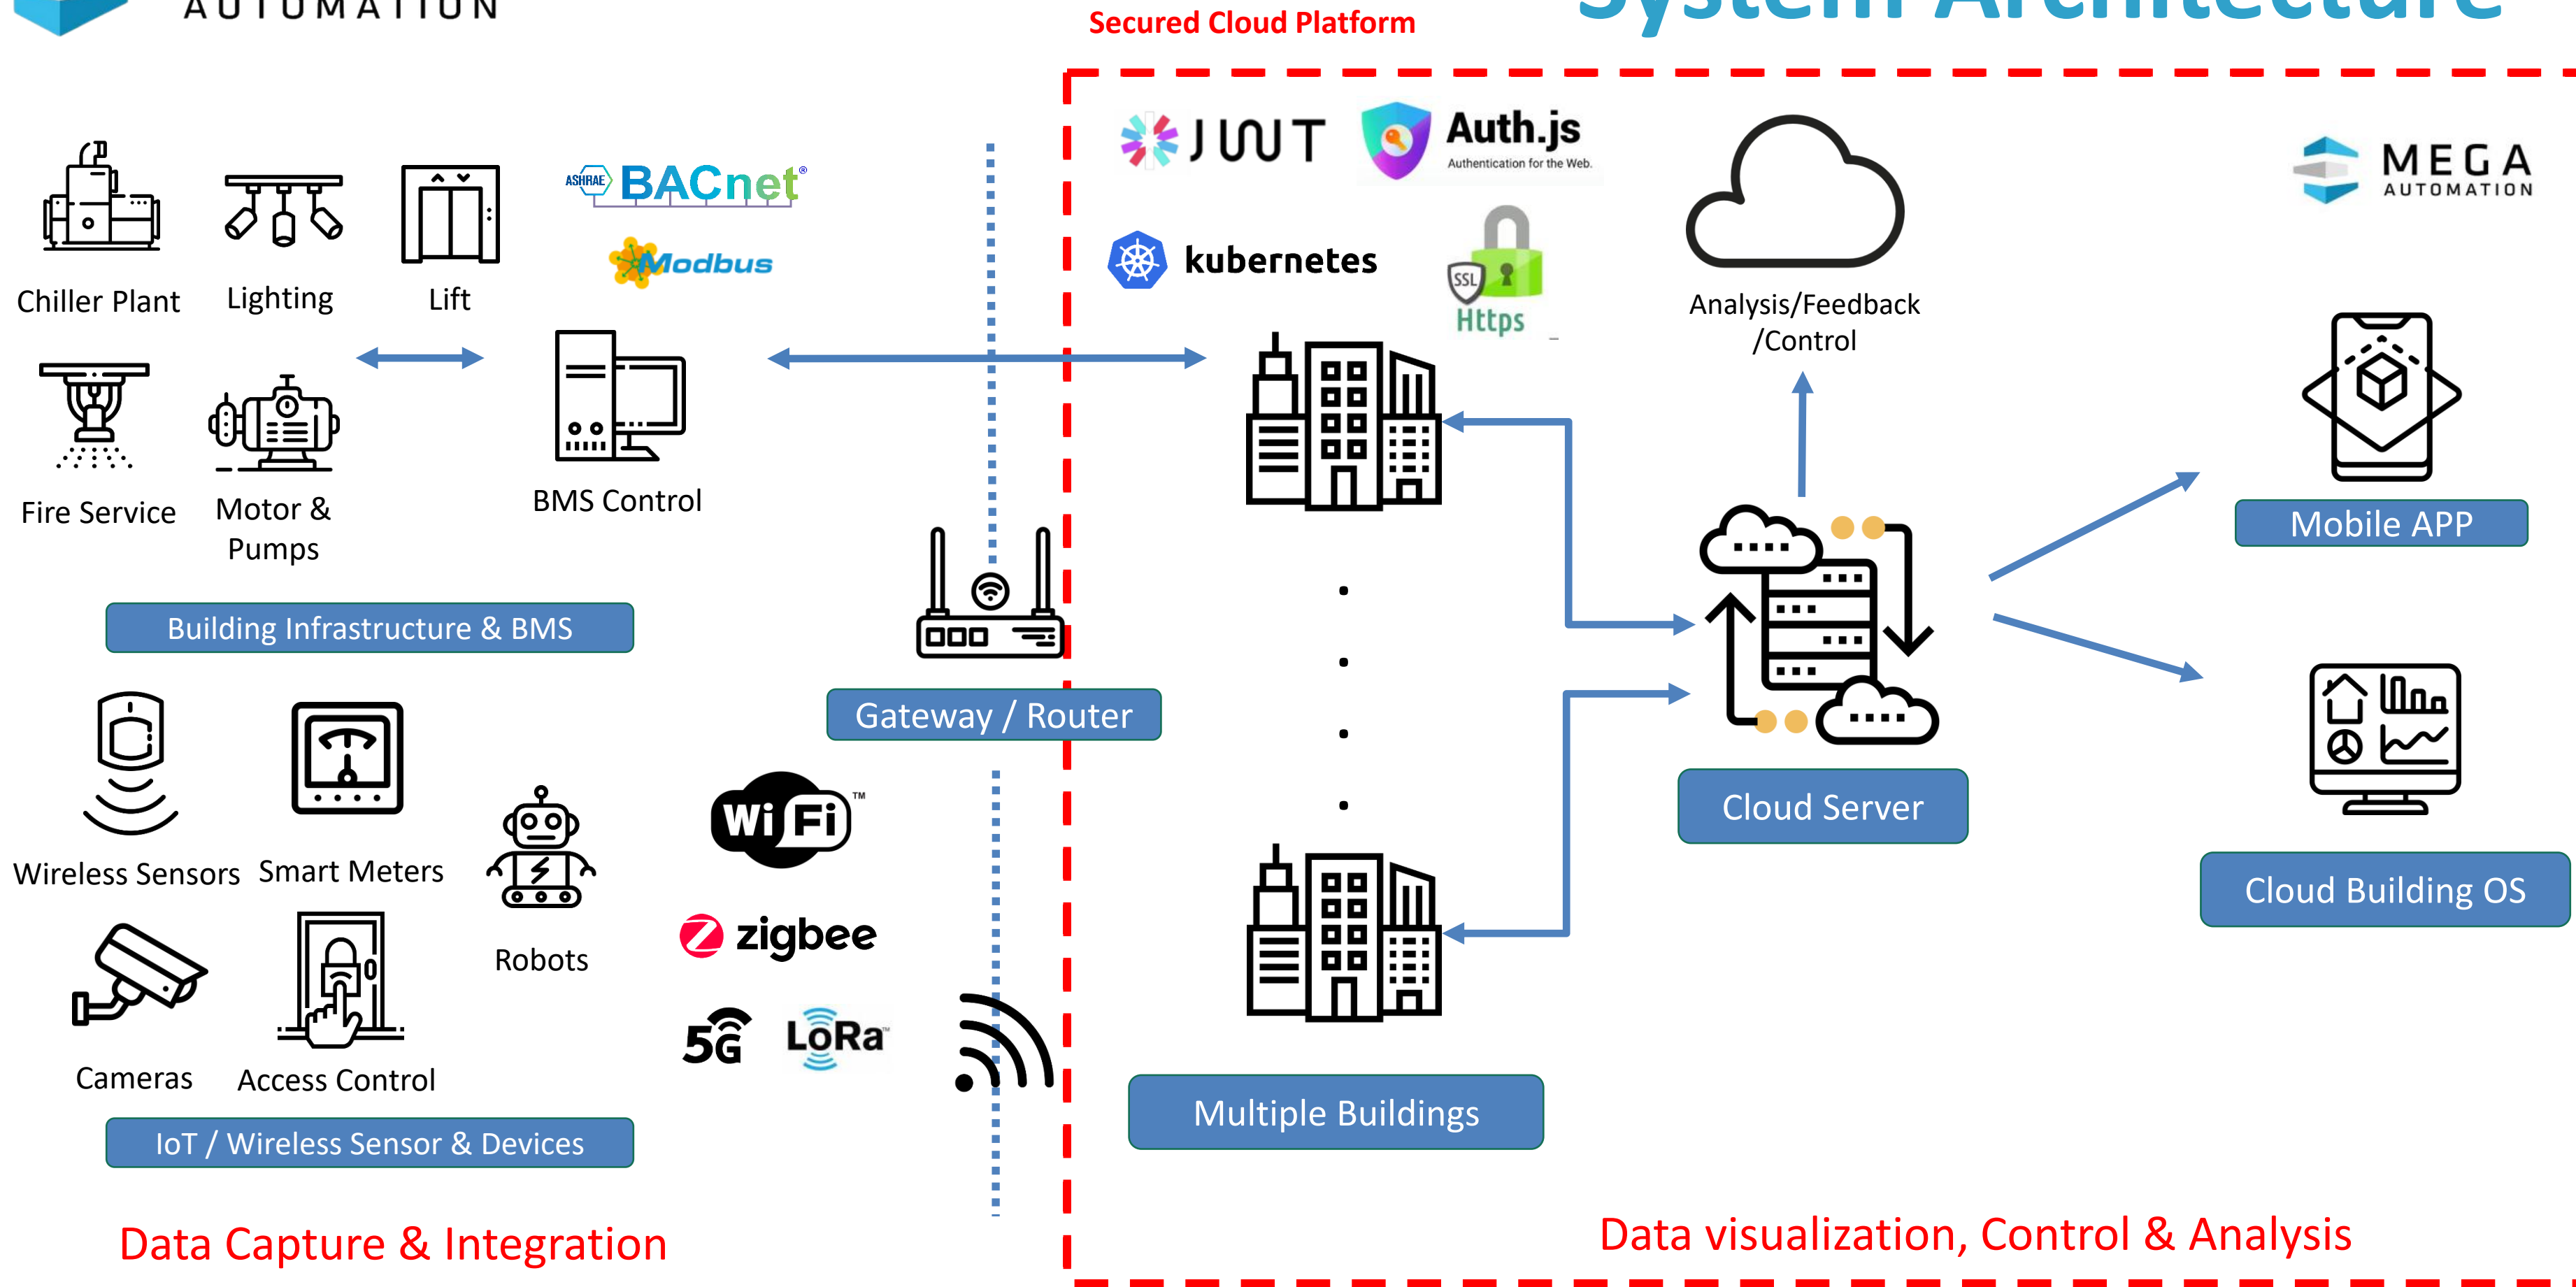 AUTOMATION
System Architecture
Secured Cloud Platform
JWT
Auth.js
Authentication for the Web.
MEGA
AUTOMATION
ASHRAE BACnet®
Modbus
kubernetes
SSL
Https
Chiller Plant
Lighting
Lift
Analysis/Feedback
/Control
Fire Service
Motor &
Pumps
BMS Control
Mobile APP
Building Infrastructure & BMS
Gateway / Router
Cloud Server
Wireless Sensors
Smart Meters
Robots
WiFi™
zigbee
5G
LoRa™
Cloud Building OS
Cameras
Access Control
Multiple Buildings
IoT / Wireless Sensor & Devices
Data Capture & Integration
Data visualization, Control & Analysis